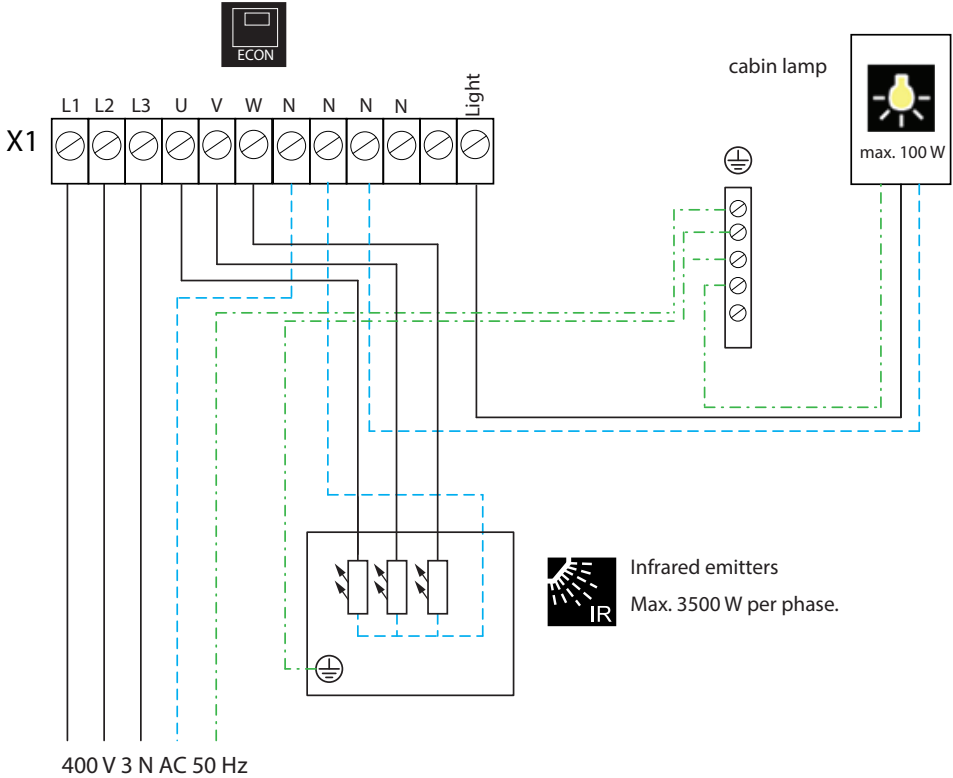 ECON
cabin lamp
max. 100 W
L1 L2 L3 U V W N N N N Light
X1
Infrared emitters
Max. 3500 W per phase.
IR
400 V 3 N AC 50 Hz